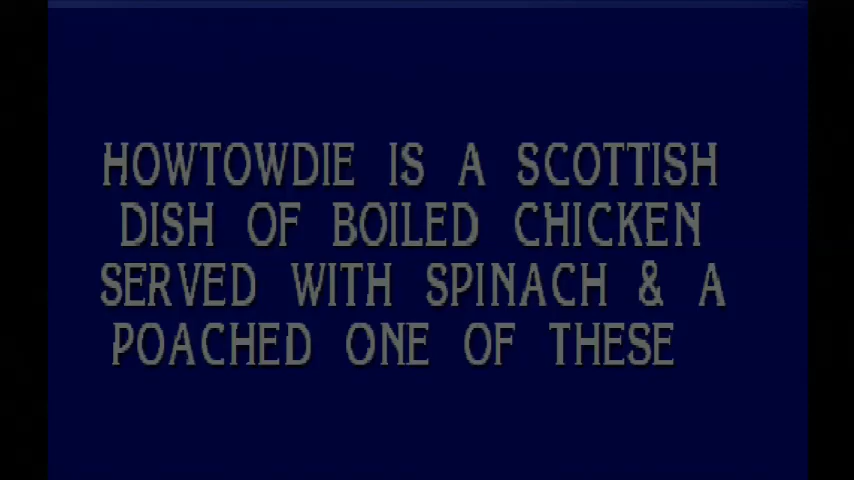 HOWTOWDIE IS A SCOTTISH
DISH OF BOILED CHICKEN
SERVED WITH SPINACH & A
POACHED ONE OF THESE